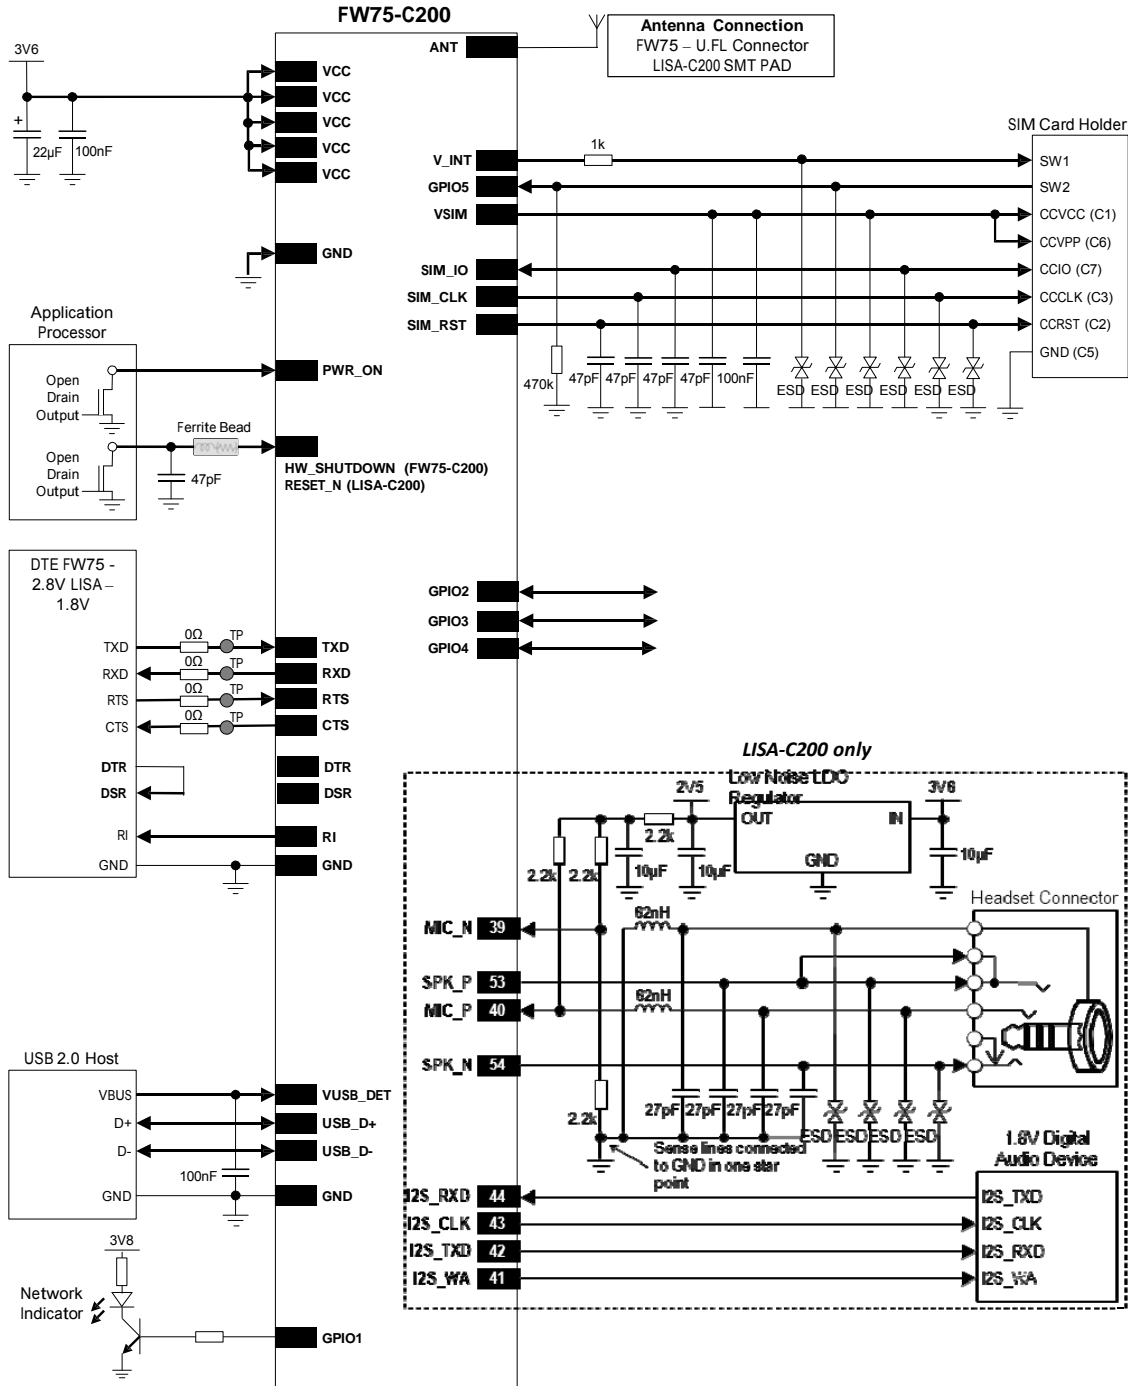 FW75-C200
ANT
Antenna Connection
FW75 – U.FL Connector
LISA-C200 SMT PAD
3V6
VCC
VCC
VCC
VCC
VCC
+
22µF
100nF
GND
SIM Card Holder
1k
V_INT
SW1
GPIO5
SW2
VSIM
CCVCC (C1)
CCVPP (C6)
SIM_IO
CCIO (C7)
SIM_CLK
CCCLK (C3)
SIM_RST
CCRST (C2)
GND (C5)
470k
47pF
47pF
47pF
47pF
100nF
ESD
ESD
ESD
ESD
ESD
ESD
Application
Processor
Open
Drain
Output
PWR_ON
Ferrite Bead
Open
Drain
Output
47pF
HW_SHUTDOWN (FW75-C200)
RESET_N (LISA-C200)
DTE FW75 -
2.8V LISA –
1.8V
GPIO2
GPIO3
GPIO4
TXD
0Ω
TP
TXD
RXD
0Ω
TP
RXD
RTS
0Ω
TP
RTS
CTS
0Ω
TP
CTS
DTR
DTR
DSR
DSR
RI
RI
GND
GND
LISA-C200 only
Low Noise LDO
Regulator
2V5
3V6
OUT
IN
GND
2.2k
2.2k
2.2k
10µF
10µF
10µF
Headset Connector
MIC_N
39
82nH
SPK_P
53
MIC_P
40
82nH
SPK_N
54
2.2k
27pF
27pF
27pF
27pF
ESD
ESD
ESD
ESD
Sense lines connected
to GND in one star
point
1.8V Digital
Audio Device
I2S_RXD
44
I2S_TXD
I2S_CLK
43
I2S_CLK
I2S_TXD
42
I2S_RXD
I2S_WA
41
I2S_WA
USB 2.0 Host
VBUS
VUSB_DET
D+
USB_D+
D-
USB_D-
100nF
GND
GND
3V8
Network
Indicator
GPIO1